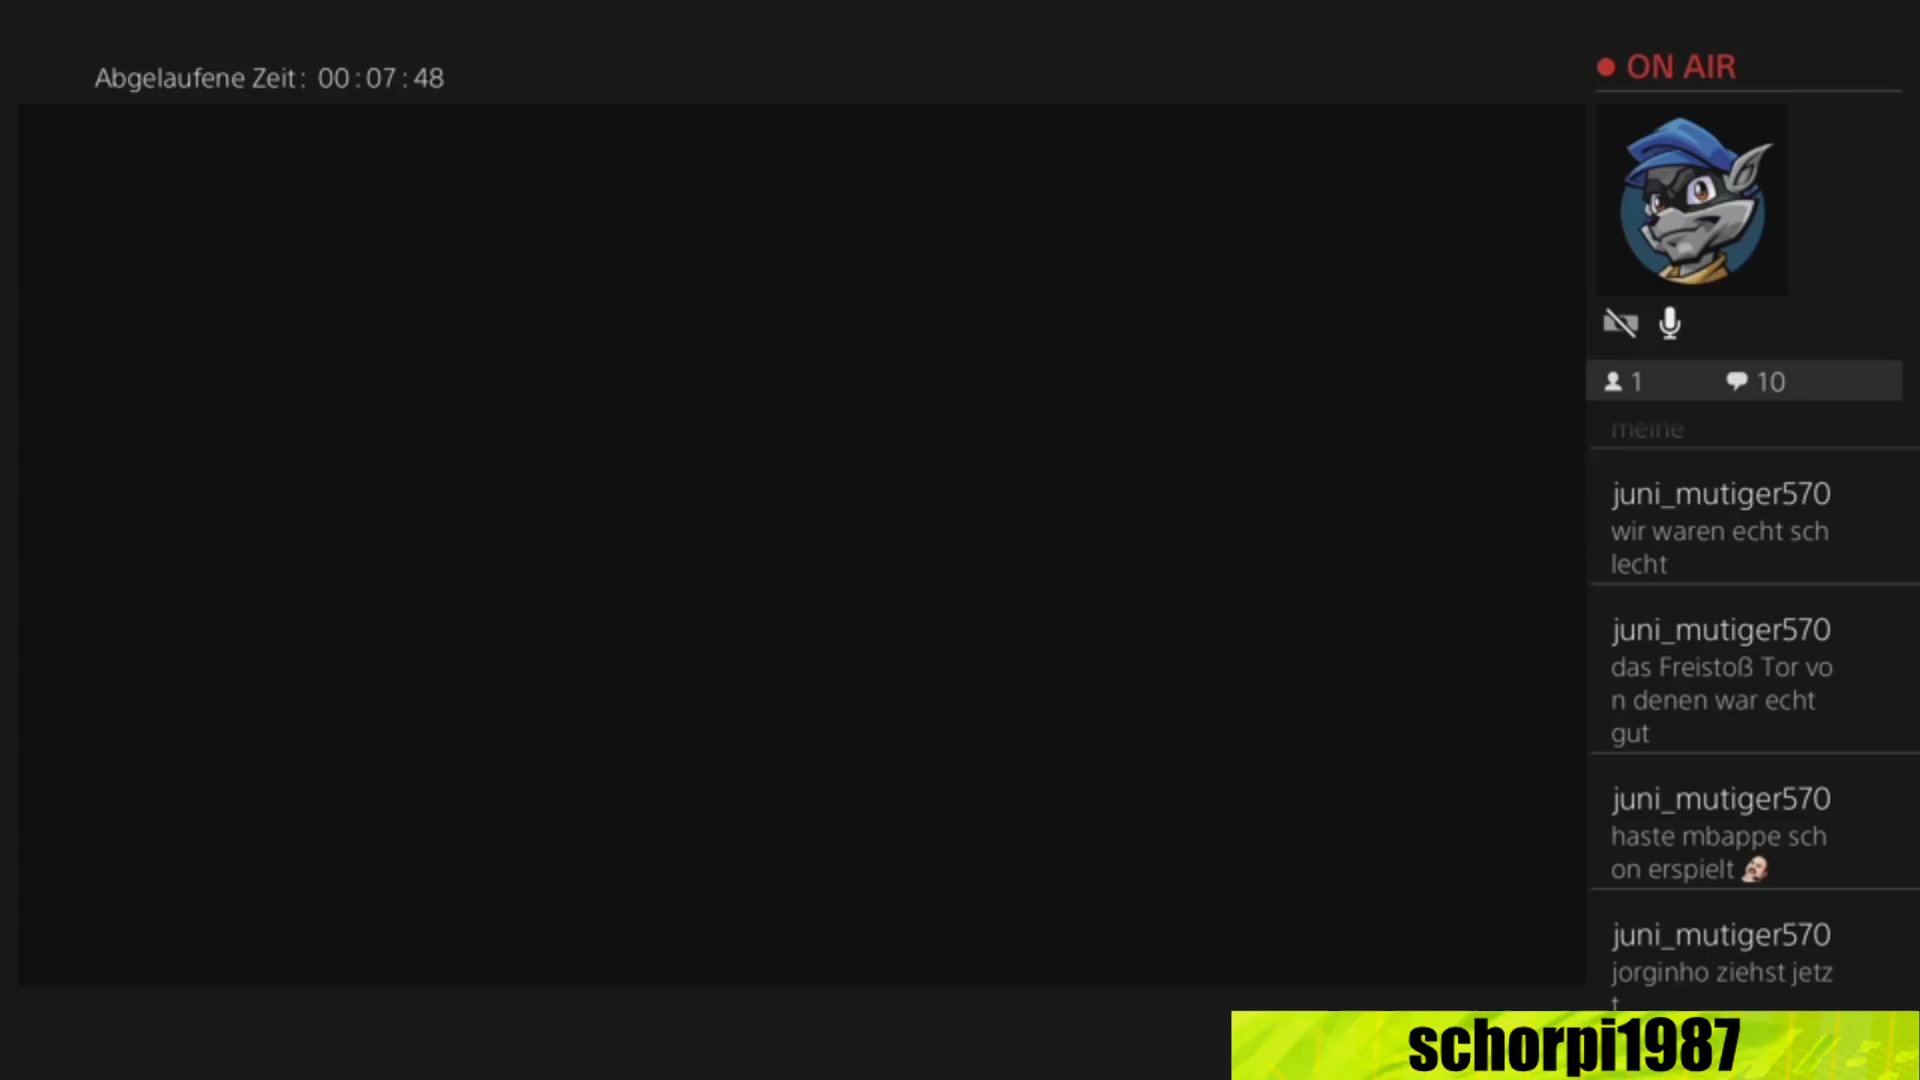 Abgelaufene Zeit: 00:07:48
ON AIR
1
10
meine
juni_mutiger570
wir waren echt sch
lecht
juni_mutiger570
das Freistoß Tor vo
n denen war echt
gut
juni_mutiger570
haste mbappe sch
on erspielt
juni_mutiger570
jorginho ziehst jetz
t
schorpi1987